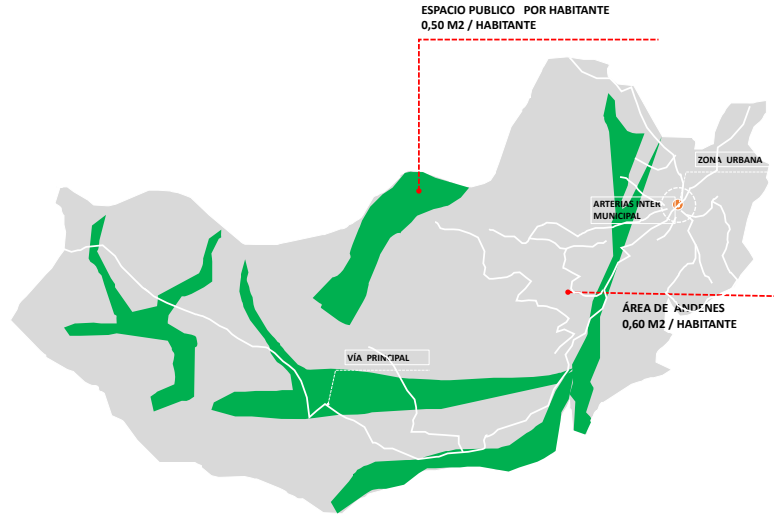 ESPACIO PUBLICO POR HABITANTE
0,50 M2 / HABITANTE
ZONA URBANA
ARTERIAS INTER
MUNICIPAL
ÁREA DE ANDENES
0,60 M2 / HABITANTE
VÍA PRINCIPAL